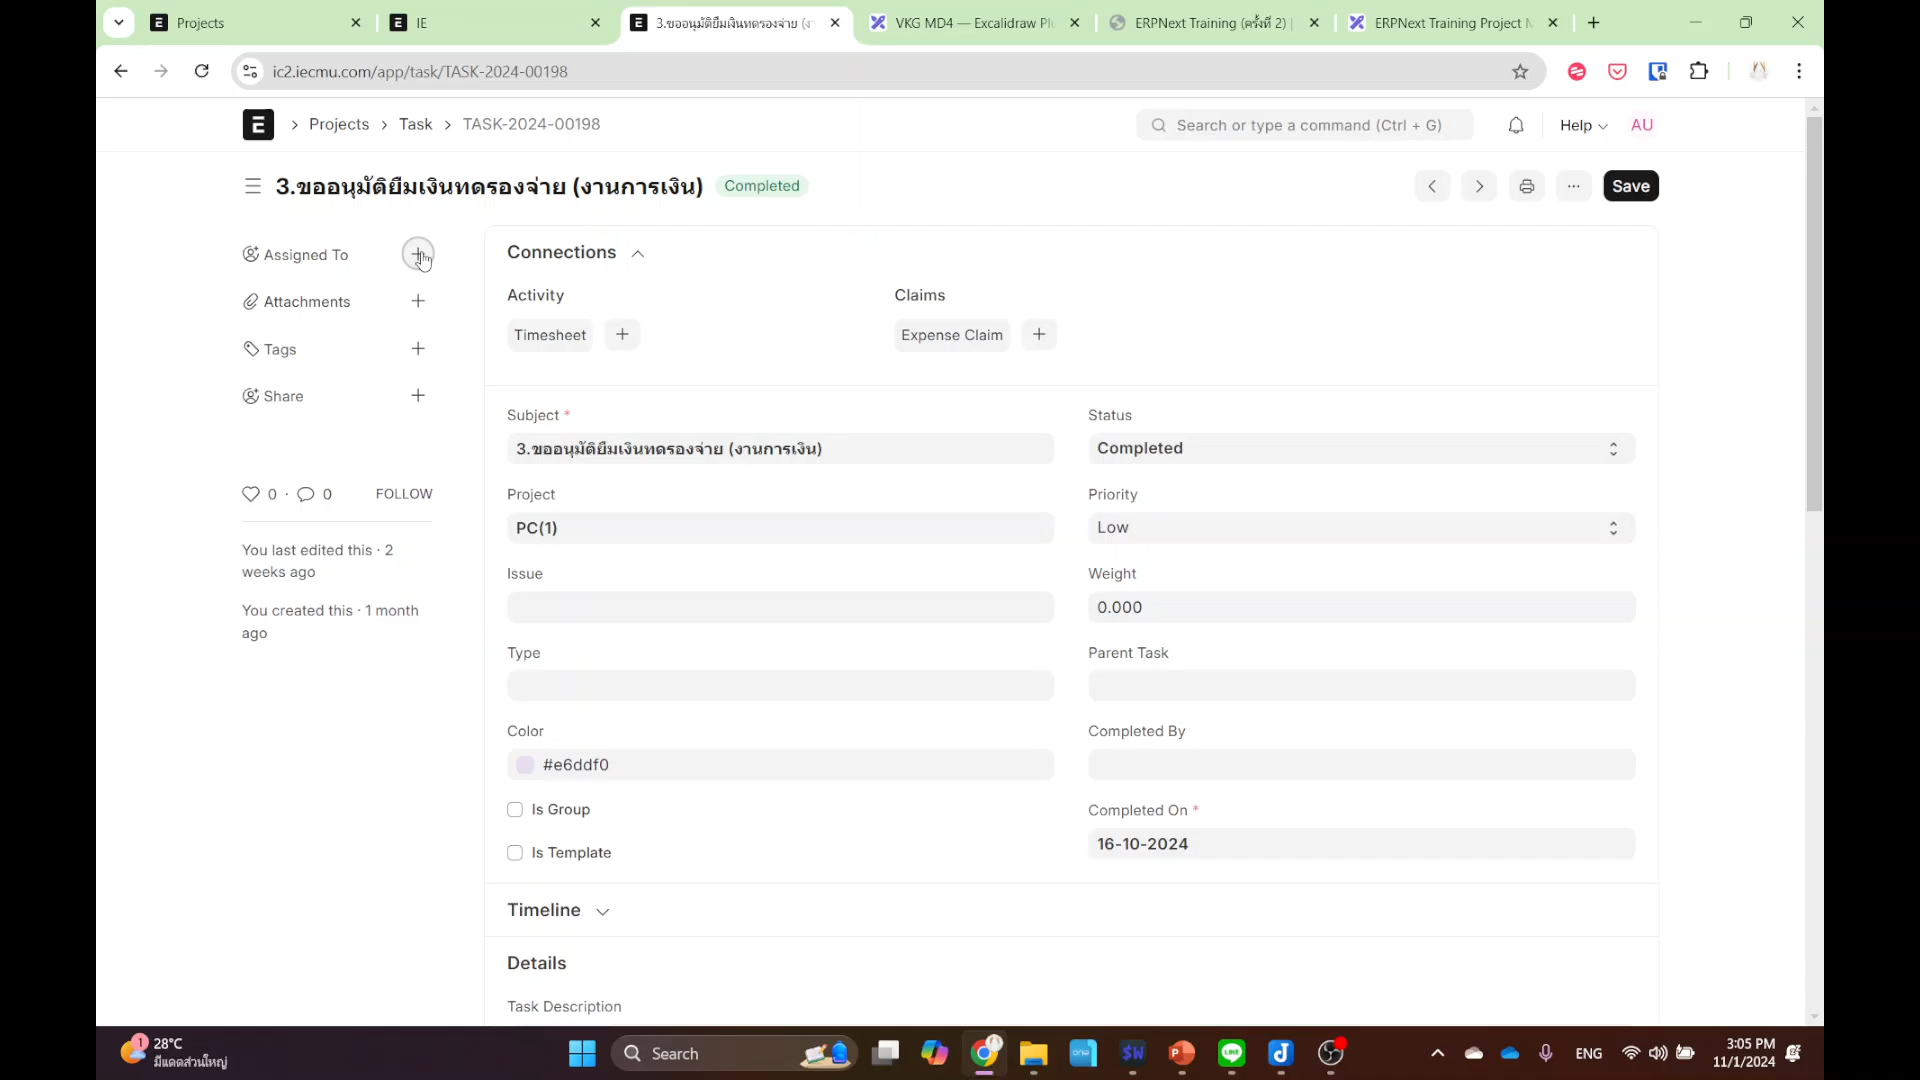 Projects
IE
3.ขออนุมัติยืมเงินทดรองจ่าย (งา
VKG MD4 — Excalidraw Pl
ERPNext Training (ครั้งที่ 2) |
ERPNext Training Project M
ic2.iecmu.com/app/task/TASK-2024-00198
E
Projects
Task
TASK-2024-00198
Search or type a command (Ctrl + G)
Help
AU
3.ขออนุมัติยืมเงินทดรองจ่าย (งานการเงิน)
Completed
Save
Assigned To
Attachments
Tags
Share
0 · 0
FOLLOW
You last edited this · 2
weeks ago
You created this · 1 month
ago
Connections
Activity
Claims
Timesheet
Expense Claim
Subject *
Status
3.ขออนุมัติยืมเงินทดรองจ่าย (งานการเงิน)
Completed
Project
Priority
PC(1)
Low
Issue
Weight
0.000
Type
Parent Task
Color
Completed By
#e6ddf0
Is Group
Completed On *
16-10-2024
Is Template
Timeline
Details
Task Description
1
28°C
มีแดดส่วนใหญ่
Search
ENG
3:05 PM
11/1/2024